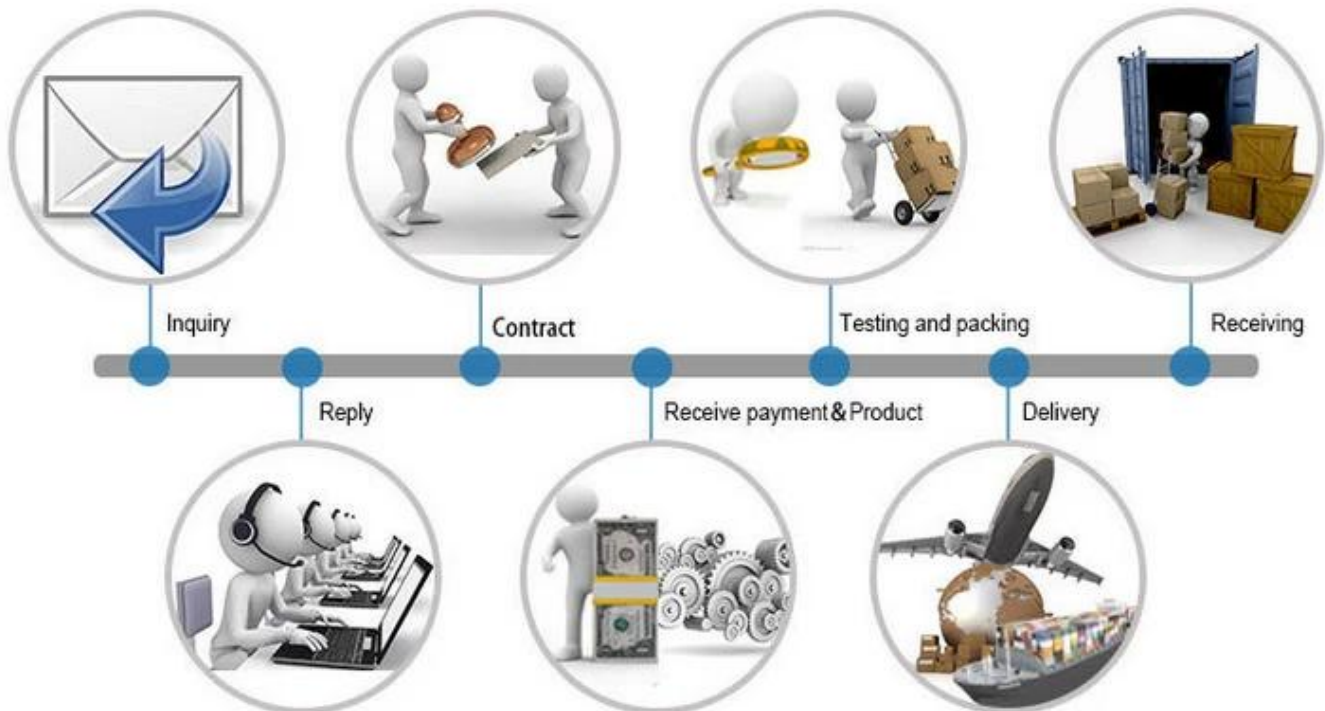 Inquiry
Contract
Testing and packing
Receiving
Reply
Receive payment & Product
Delivery